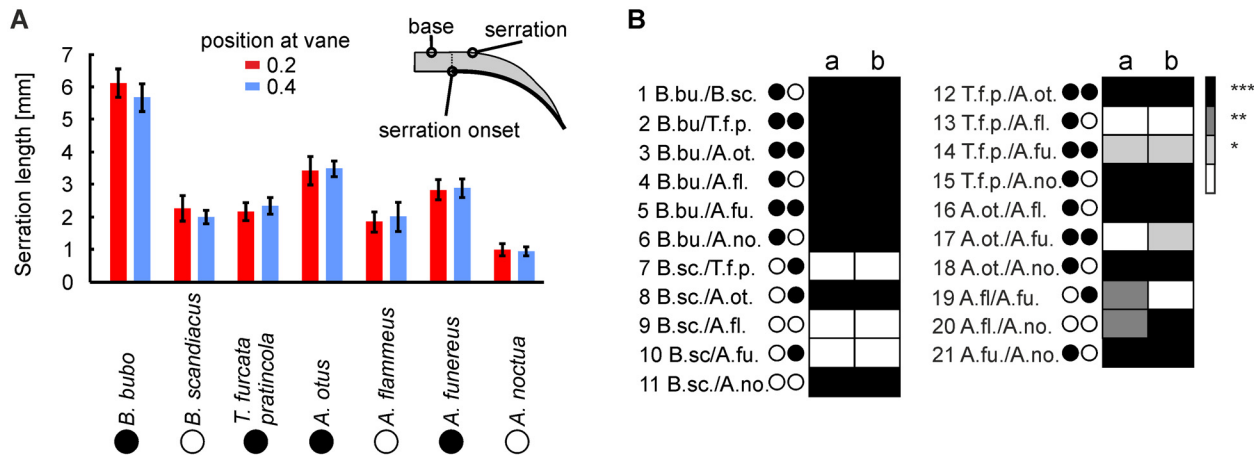 A
position at vane
0.2
0.4
base
serration
serration onset
Serration length [mm]
7
6
5
4
3
2
1
0
B. bubo
B. scandiacus
T. furcata
pratincola
A. otus
A. flammeus
A. funereus
A. noctua
B
a b
1 B.bu./B.sc.
2 B.bu/T.f.p.
3 B.bu./A.ot.
4 B.bu./A.fl.
5 B.bu./A.fu.
6 B.bu./A.no.
7 B.sc./T.f.p.
8 B.sc./A.ot.
9 B.sc./A.fl.
10 B.sc/A.fu.
11 B.sc./A.no.
a b
12 T.f.p./A.ot.
13 T.f.p./A.fl.
14 T.f.p./A.fu.
15 T.f.p./A.no.
16 A.ot./A.fl.
17 A.ot./A.fu.
18 A.ot./A.no.
19 A.fl/A.fu.
20 A.fl./A.no.
21 A.fu./A.no.
***
**
*